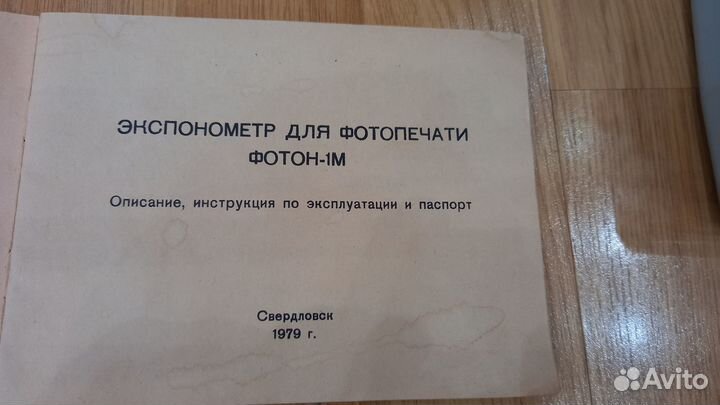 ЭКСПОНОМЕТР ДЛЯ ФОТОПЕЧАТИ
ФОТОН-1М
Описание, инструкция по эксплуатации и паспорт
Свердловск
1979 г.
Avito